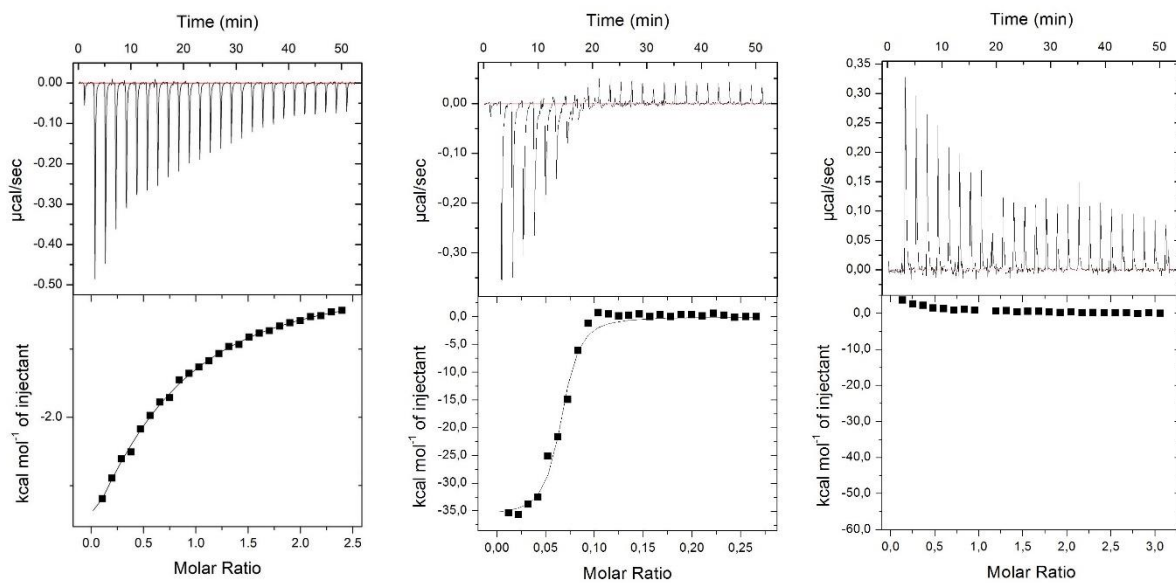 Time (min)
0 10 20 30 40 50
0.00
-0.10
-0.20
-0.30
-0.40
-0.50
µcal/sec
-2.0
kcal mol⁻¹ of injectant
0.0 0.5 1.0 1.5 2.0 2.5
Molar Ratio
Time (min)
0 10 20 30 40 50
0,00
-0,10
-0,20
-0,30
µcal/sec
0,0
-5,0
-10,0
-15,0
-20,0
-25,0
-30,0
-35,0
kcal mol⁻¹ of injectant
0,00 0,05 0,10 0,15 0,20 0,25
Molar Ratio
Time (min)
0 10 20 30 40 50
0,35
0,30
0,25
0,20
0,15
0,10
0,05
0,00
µcal/sec
0,0
-10,0
-20,0
-30,0
-40,0
-50,0
-60,0
kcal mol⁻¹ of injectant
0,0 0,5 1,0 1,5 2,0 2,5 3,0
Molar Ratio